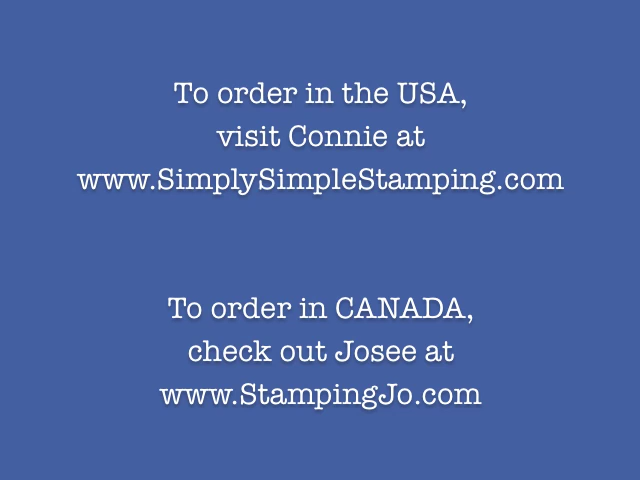 To order in the USA,
visit Connie at
www.SimplySimpleStamping.com
To order in CANADA,
check out Josee at
www.StampingJo.com